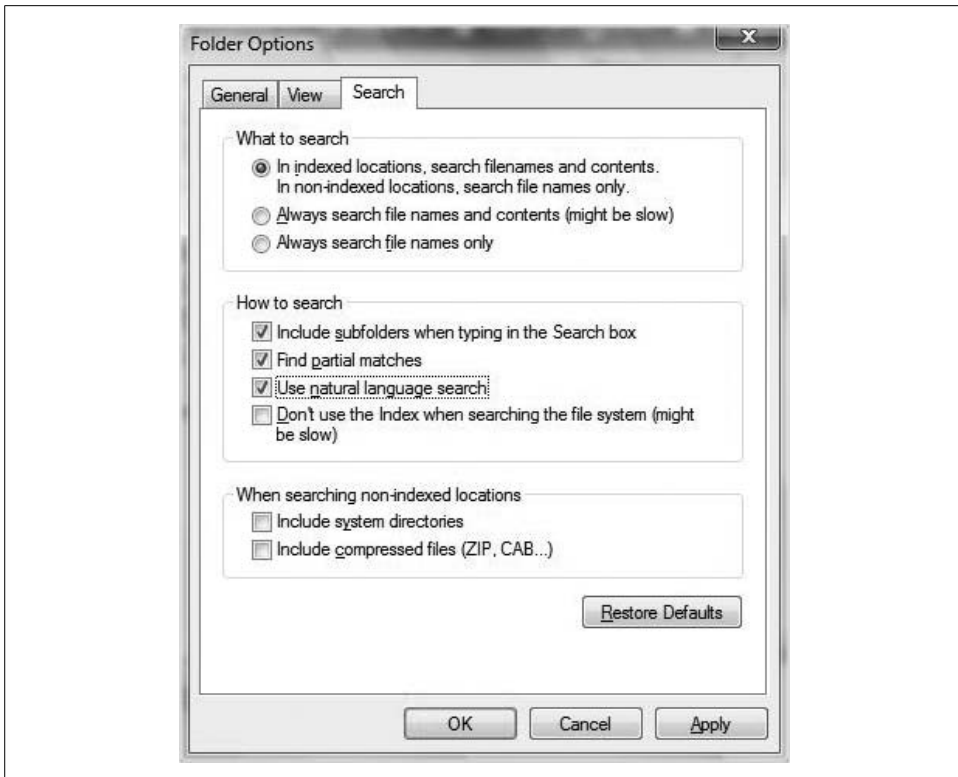 Folder Options
General View Search
What to search
In indexed locations, search filenames and contents.
In non-indexed locations, search file names only.
Always search file names and contents (might be slow)
Always search file names only
How to search
Include subfolders when typing in the Search box
Find partial matches
Use natural language search
Don't use the Index when searching the file system (might
be slow)
When searching non-indexed locations
Include system directories
Include compressed files (ZIP, CAB...)
Restore Defaults
OK Cancel Apply